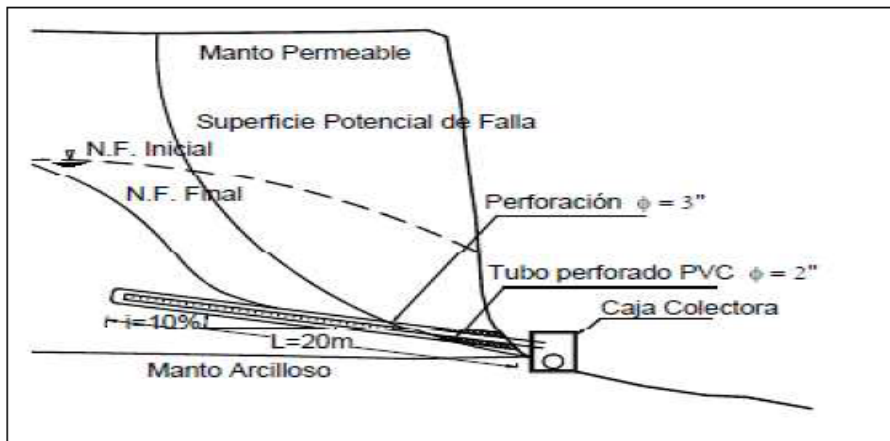 Manto Permeable
Superficie Potencial de Falla
N.F. Inicial
N.F. Final
Perforación ϕ = 3"
Tubo perforado PVC ϕ = 2"
Caja Colectora
i=10%
L=20m
Manto Arcilloso